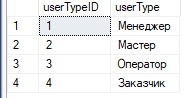 userTypeID userType
1 1 Менеджер
2 2 Мастер
3 3 Оператор
4 4 Заказчик